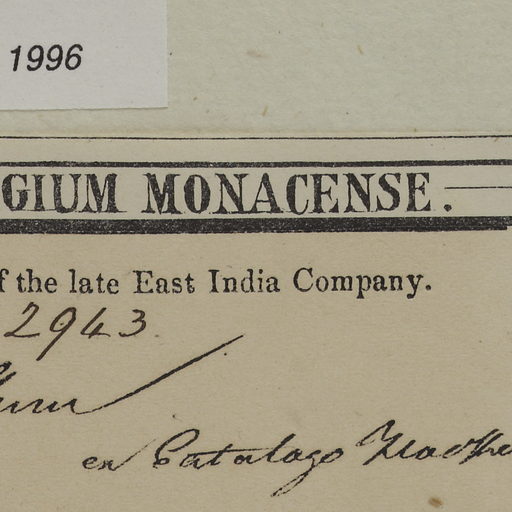 1996
GIUM MONACENSE.
f the late East India Company.
2943
ex Catalogo